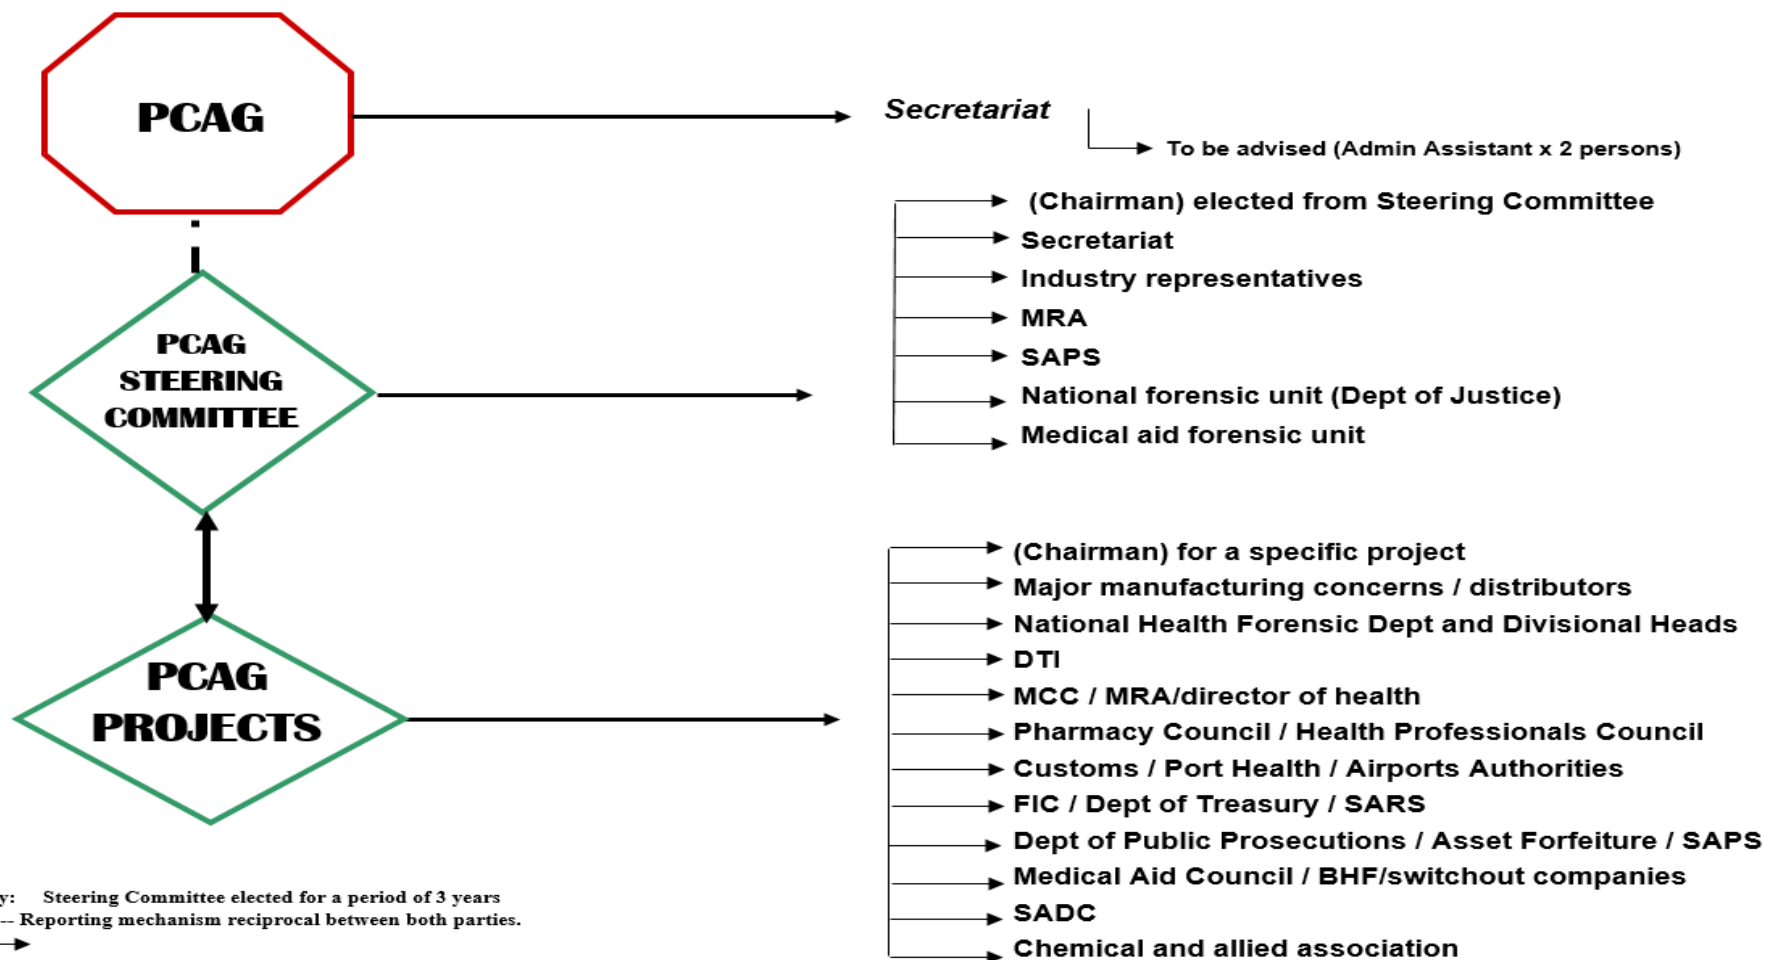 PCAG
Secretariat
To be advised (Admin Assistant x 2 persons)
PCAG
STEERING
COMMITTEE
(Chairman) elected from Steering Committee
Secretariat
Industry representatives
MRA
SAPS
National forensic unit (Dept of Justice)
Medical aid forensic unit
PCAG
PROJECTS
(Chairman) for a specific project
Major manufacturing concerns / distributors
National Health Forensic Dept and Divisional Heads
DTI
MCC / MRA/director of health
Pharmacy Council / Health Professionals Council
Customs / Port Health / Airports Authorities
FIC / Dept of Treasury / SARS
Dept of Public Prosecutions / Asset Forfeiture / SAPS
Medical Aid Council / BHF/switchout companies
SADC
Chemical and allied association
y: Steering Committee elected for a period of 3 years
-- Reporting mechanism reciprocal between both parties.